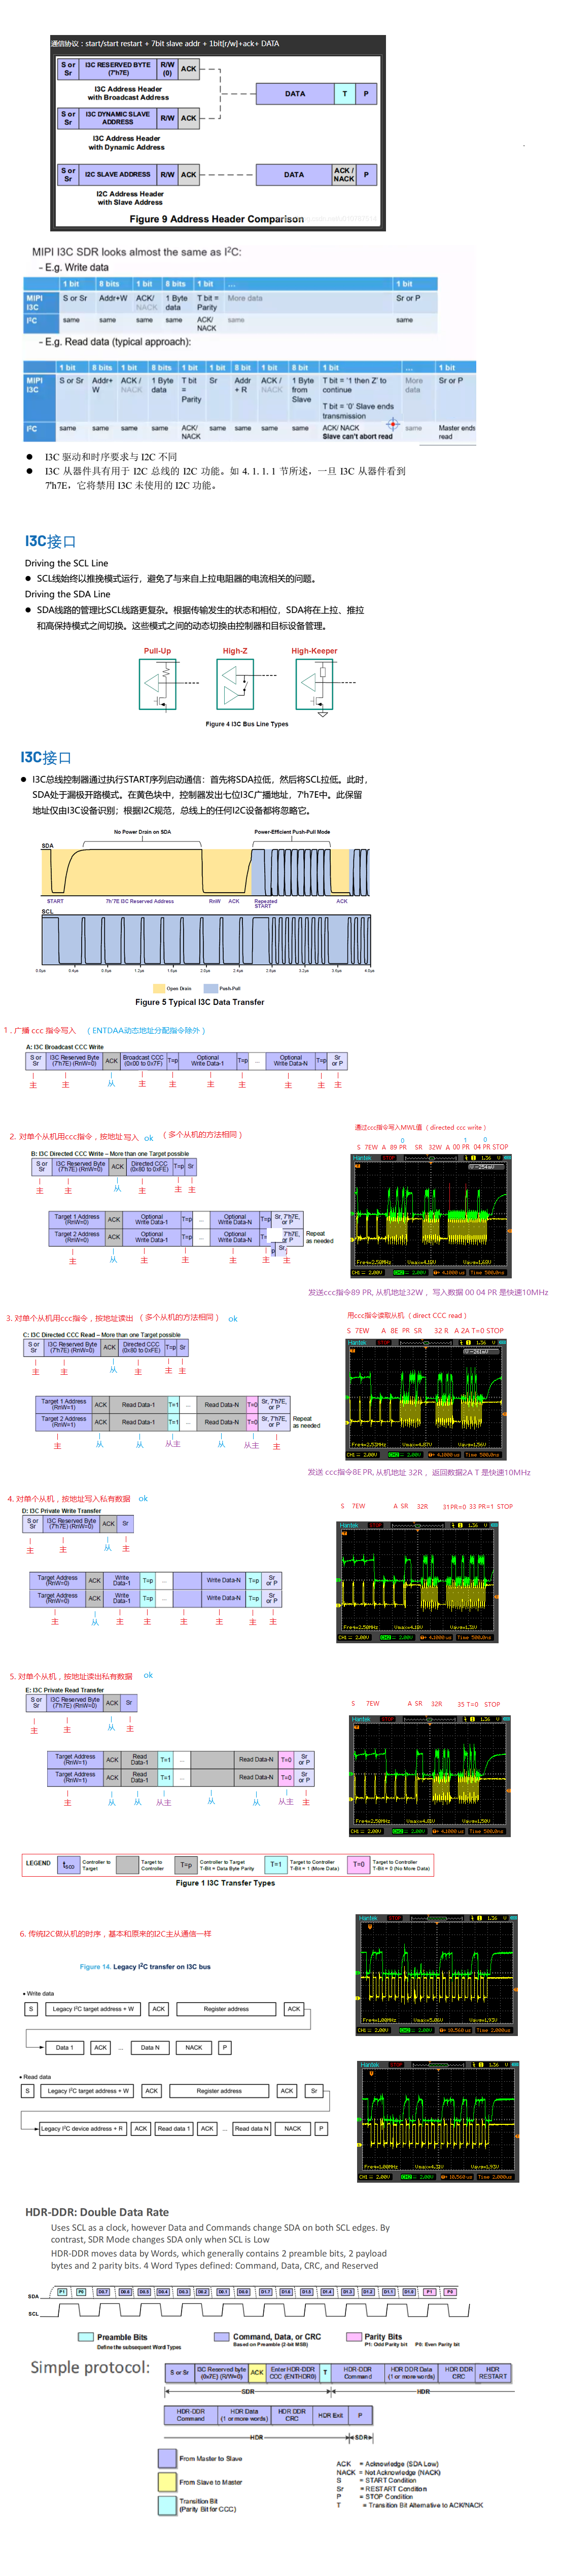 通信协议：start/start restart + 7bit slave addr + 1bit[r/w]+ack+ DATA
S or Sr I3C RESERVED BYTE (7'h7E) R/W (0) ACK
I3C Address Header with Broadcast Address
DATA T P
S or Sr I3C DYNAMIC SLAVE ADDRESS R/W ACK
I3C Address Header with Dynamic Address
S or Sr I2C SLAVE ADDRESS R/W ACK DATA ACK / NACK P
I2C Address Header with Slave Address
Figure 9 Address Header Comparison
MIPI I3C SDR looks almost the same as I²C:
– E.g. Write data
1 bit 8 bits 1 bit 8 bits 1 bit ... 1 bit
MIPI I3C S or Sr Addr+W ACK/ NACK 1 Byte data T bit = Parity More data Sr or P
I²C same same same same ACK/ NACK same same
– E.g. Read data (typical approach):
1 bit 8 bits 1 bit 8 bits 1 bit 1 bit 8 bit 1 bit 8 bit 1 bit ... 1 bit
MIPI I3C S or Sr Addr+ W ACK / NACK 1 Byte data T bit = Parity Sr Addr + R ACK / NACK 1 Byte from Slave T bit = '1 then Z' to continue T bit = '0' Slave ends transmission More data Sr or P
I²C same same same same ACK/ NACK same same same same ACK/ NACK Slave can't abort read same Master ends read
● I3C 驱动和时序要求与 I2C 不同
● I3C 从器件具有用于 I2C 总线的 I2C 功能。如 4.1.1.1 节所述，一旦 I3C 从器件看到
7'h7E，它将禁用 I3C 未使用的 I2C 功能。
I3C接口
Driving the SCL Line
● SCL线始终以推挽模式运行，避免了与来自上拉电阻器的电流相关的问题。
Driving the SDA Line
● SDA线路的管理比SCL线路更复杂。根据传输发生的状态和相位，SDA将在上拉、推拉
和高保持模式之间切换。这些模式之间的动态切换由控制器和目标设备管理。
Pull-Up High-Z High-Keeper
Figure 4 I3C Bus Line Types
I3C接口
● I3C总线控制器通过执行START序列启动通信：首先将SDA拉低，然后将SCL拉低。此时，
SDA处于漏极开路模式。在黄色块中，控制器发出七位I3C广播地址，7'h7E中。此保留
地址仅由I3C设备识别；根据I2C规范，总线上的任何I2C设备都将忽略它。
No Power Drain on SDA Power-Efficient Push-Pull Mode
SDA
START 7h'7E I3C Reserved Address RnW ACK Repeated START ACK
SCL
Open Drain Push-Pull
Figure 5 Typical I3C Data Transfer
1 . 广播 ccc 指令写入 （ENTDAA动态地址分配指令除外）
A: I3C Broadcast CCC Write
S or Sr I3C Reserved Byte (7'h7E) (RnW=0) ACK Broadcast CCC (0x00 to 0x7F) T=p Optional Write Data-1 T=p ... Optional Write Data-N T=p Sr or P
主 主 从 主 主 主 主 主 主
2. 对单个从机用ccc指令，按地址写入 ok （多个从机的方法相同）
B: I3C Directed CCC Write – More than one Target possible
S or Sr I3C Reserved Byte (7'h7E) (RnW=0) ACK Directed CCC (0x80 to 0xFE) T=p Sr
主 主 从 主 主 主
Target 1 Address (RnW=0) ACK Optional Write Data-1 T=p ... Optional Write Data-N T=p Sr, 7'h7E, or P
Target 2 Address (RnW=0) ACK Optional Write Data-1 T=p Optional Write Data-N 7'h7E, or P
Repeat as needed
主 从 主 主 主 主 主
通过ccc指令写入MWL值 （directed ccc write）
0 1 0
S 7EW A 89 PR SR 32W A 00 PR 04 PR STOP
发送ccc指令89 PR, 从机地址32W ，写入数据 00 04 PR 是快速10MHz
3. 对单个从机用ccc指令，按地址读出 （多个从机的方法相同） ok
C: I3C Directed CCC Read – More than one Target possible
S or Sr I3C Reserved Byte (7'h7E) (RnW=0) ACK Directed CCC (0x80 to 0xFE) T=p Sr
主 主 从 主 主 主
Target 1 Address (RnW=1) ACK Read Data-1 T=1 ... Read Data-N T=0 Sr, 7'h7E, or P
Target 2 Address (RnW=1) ACK Read Data-1 T=1 ... Read Data-N T=0 Sr, 7'h7E, or P
Repeat as needed
主 从 从 从主 从 从主 主
用ccc指令读取从机 （direct CCC read）
S 7EW A 8E PR SR 32 R A 2A T=0 STOP
发送 ccc指令8E PR, 从机地址 32R ，返回数据2A T 是快速10MHz
4. 对单个从机，按地址写入私有数据 ok
D: I3C Private Write Transfer
S or Sr I3C Reserved Byte (7'h7E) (RnW=0) ACK Sr
主 主 从 主
Target Address (RnW=0) ACK Write Data-1 T=p ... Write Data-N T=p Sr or P
Target Address (RnW=0) ACK Write Data-1 T=p ... Write Data-N T=p Sr or P
主 从 主 主 主 主 主 主
S 7EW A SR 32R 31PR=0 33 PR=1 STOP
5. 对单个从机，按地址读出私有数据 ok
E: I3C Private Read Transfer
S or Sr I3C Reserved Byte (7'h7E) (RnW=0) ACK Sr
主 主 从 主
Target Address (RnW=1) ACK Read Data-1 T=1 ... Read Data-N T=0 Sr or P
Target Address (RnW=1) ACK Read Data-1 T=1 ... Read Data-N T=0 Sr or P
主 从 从 从主 从 从 从主 主
S 7EW A SR 32R 35 T=0 STOP
LEGEND Controller to Target Target to Controller T=p Controller to Target T-Bit = Data Byte Parity T=1 Target to Controller T-Bit = 1 (More Data) T=0 Target to Controller T-Bit = 0 (No More Data)
Figure 1 I3C Transfer Types
6. 传统I2C做从机的时序，基本和原来的I2C主从通信一样
Figure 14. Legacy I²C transfer on I3C bus
• Write data
S Legacy I²C target address + W ACK Register address ACK
Data 1 ACK ... Data N NACK P
• Read data
S Legacy I²C target address + W ACK Register address ACK Sr
Legacy I²C device address + R ACK Read data 1 ACK ... Read data N NACK P
HDR-DDR: Double Data Rate
Uses SCL as a clock, however Data and Commands change SDA on both SCL edges. By
contrast, SDR Mode changes SDA only when SCL is Low
HDR-DDR moves data by Words, which generally contains 2 preamble bits, 2 payload
bytes and 2 parity bits. 4 Word Types defined: Command, Data, CRC, and Reserved
SDA
SCL
Preamble Bits Define the subsequent Word Types
Command, Data, or CRC Based on Preamble (2-bit MSB)
Parity Bits P1: Odd Parity bit P0: Even Parity bit
Simple protocol:
S or Sr I3C Reserved byte (0x7E) (R/W=0) ACK Enter HDR-DDR CCC (ENTHDR0) T HDR-DDR Command HDR DDR Data (1 or more words) HDR DDR CRC HDR RESTART
SDR HDR
HDR-DDR Command HDR Data (1 or more words) HDR DDR CRC HDR Exit P
HDR SDR
From Master to Slave
From Slave to Master
Transition Bit (Parity Bit for CCC)
ACK = Acknowledge (SDA Low)
NACK = Not Acknowledge (NACK)
S = START Condition
Sr = RESTART Condition
P = STOP Condition
T = Transition Bit Alternative to ACK/NACK